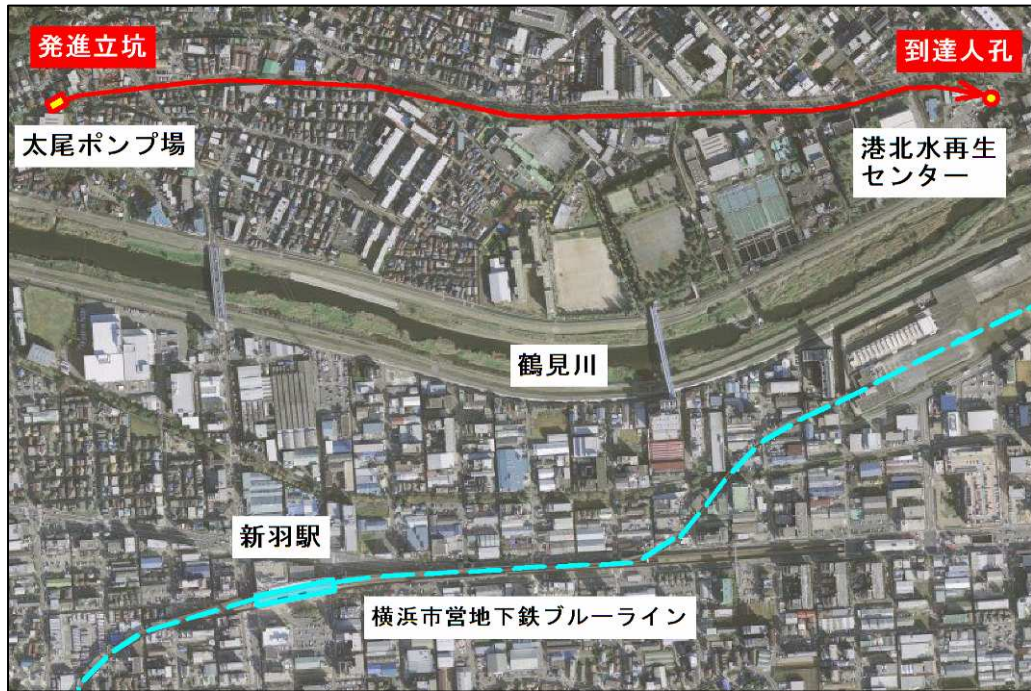 発進立坑
到達人孔
太尾ポンプ場
港北水再生
センター
鶴見川
新羽駅
横浜市営地下鉄ブルーライン